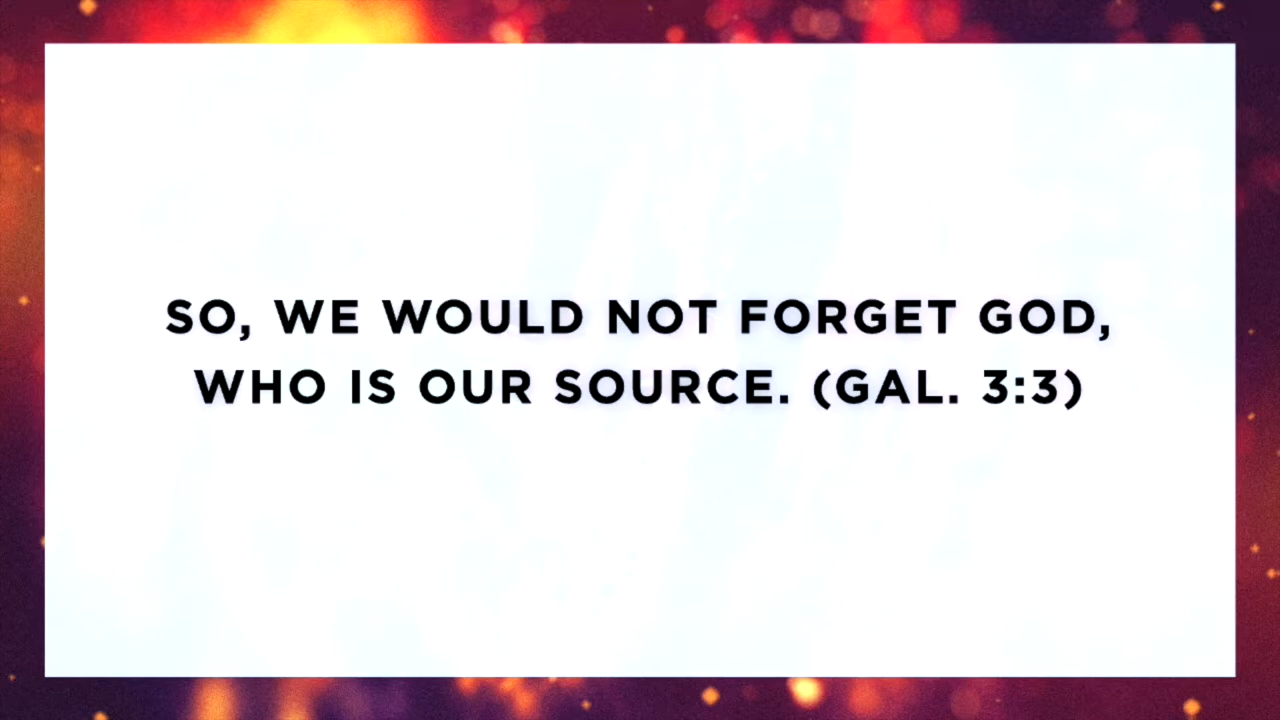 SO, WE WOULD NOT FORGET GOD,
WHO IS OUR SOURCE. (GAL. 3:3)